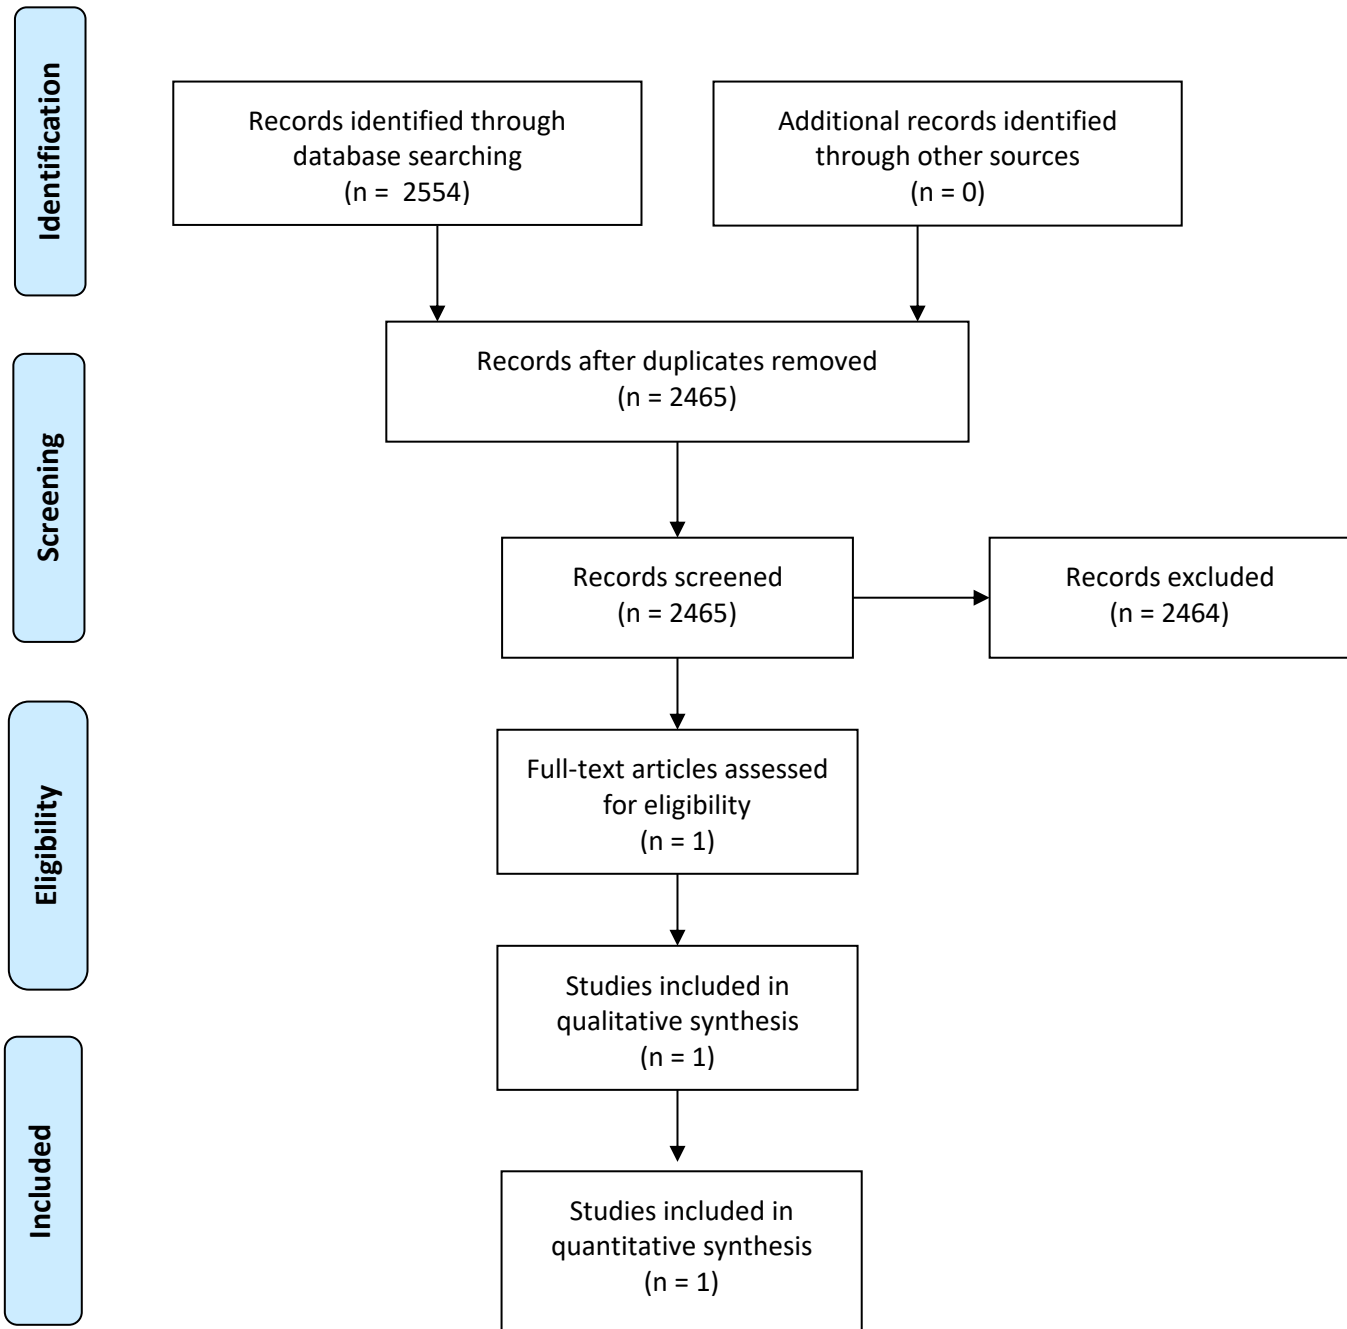 Identification
Records identified through
database searching
(n =  2554)
Additional records identified
through other sources
(n = 0)
Records after duplicates removed
(n = 2465)
Screening
Records screened
(n = 2465)
Records excluded
(n = 2464)
Eligibility
Full-text articles assessed
for eligibility
(n = 1)
Studies included in
qualitative synthesis
(n = 1)
Included
Studies included in
quantitative synthesis
(n = 1)